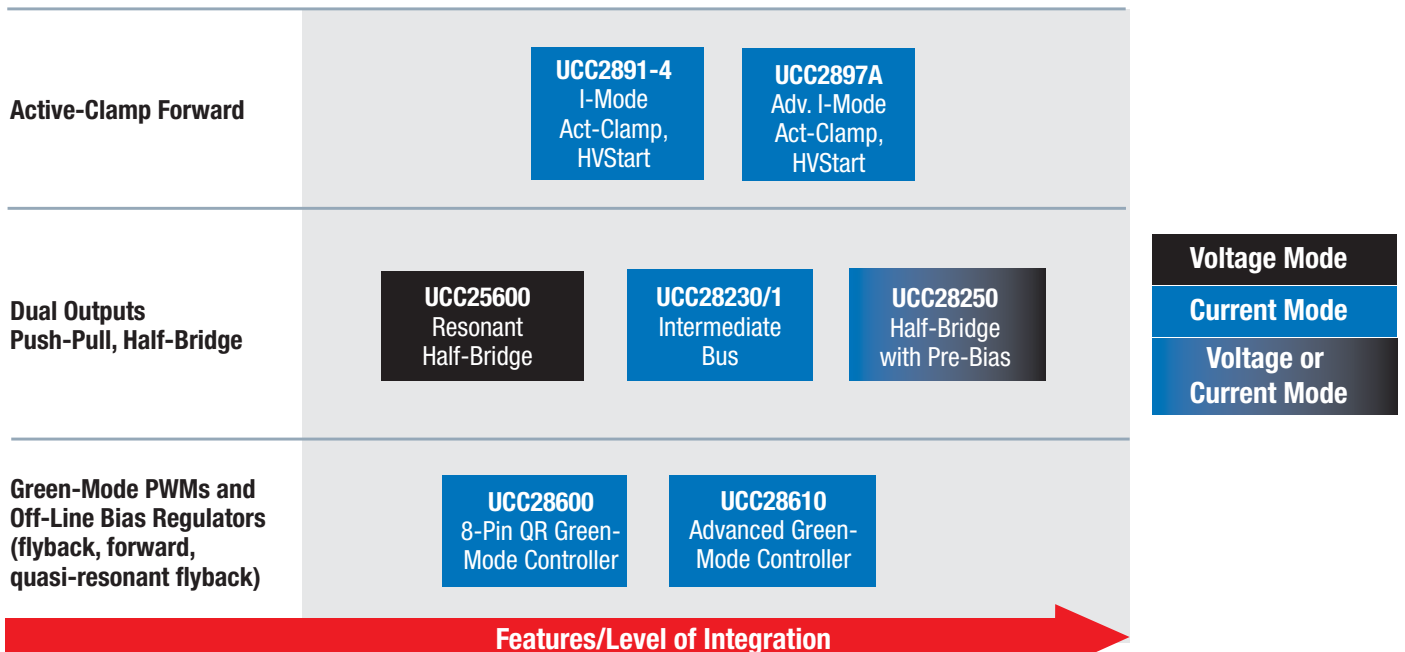 Active-Clamp Forward
UCC2891-4
I-Mode
Act-Clamp,
HVStart
UCC2897A
Adv. I-Mode
Act-Clamp,
HVStart
Dual Outputs
Push-Pull, Half-Bridge
UCC25600
Resonant
Half-Bridge
UCC28230/1
Intermediate
Bus
UCC28250
Half-Bridge
with Pre-Bias
Voltage Mode
Current Mode
Voltage or
Current Mode
Green-Mode PWMs and
Off-Line Bias Regulators
(flyback, forward,
quasi-resonant flyback)
UCC28600
8-Pin QR Green-
Mode Controller
UCC28610
Advanced Green-
Mode Controller
Features/Level of Integration